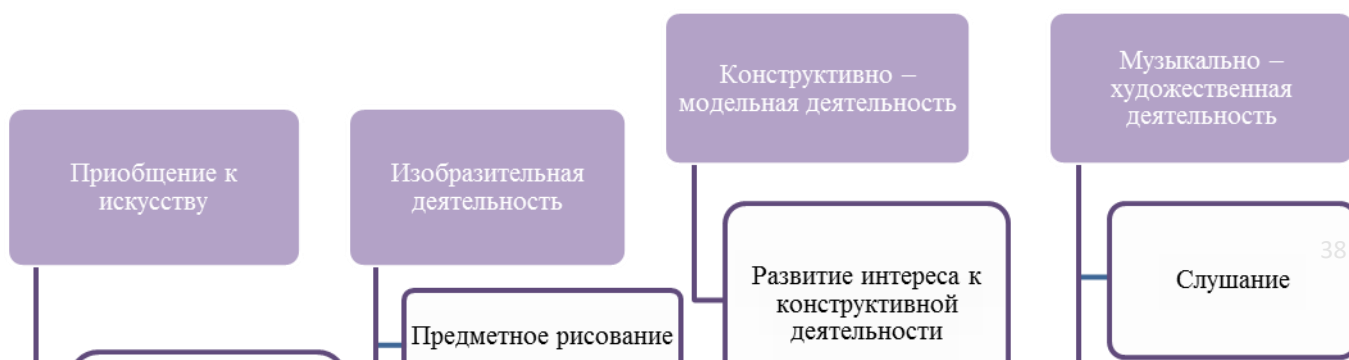 Приобщение к
искусству
Изобразительная
деятельность
Предметное рисование
Конструктивно –
модельная деятельность
Развитие интереса к
конструктивной
деятельности
Музыкально –
художественная
деятельность
Слушание
38